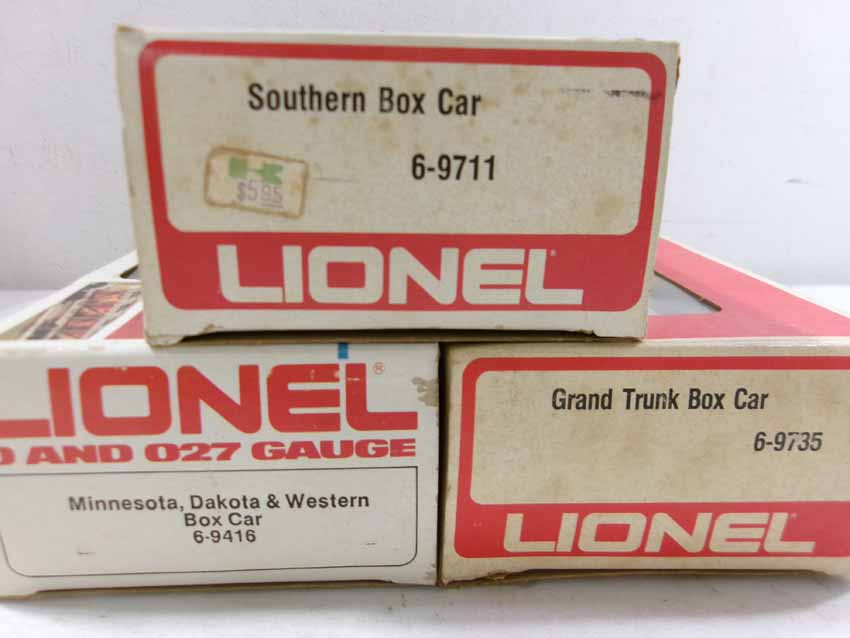 Southern Box Car
6-9711
$5.95
LIONEL
LIONEL®
O AND O27 GAUGE
Minnesota, Dakota & Western
Box Car
6-9416
Grand Trunk Box Car
6-9735
LIONEL